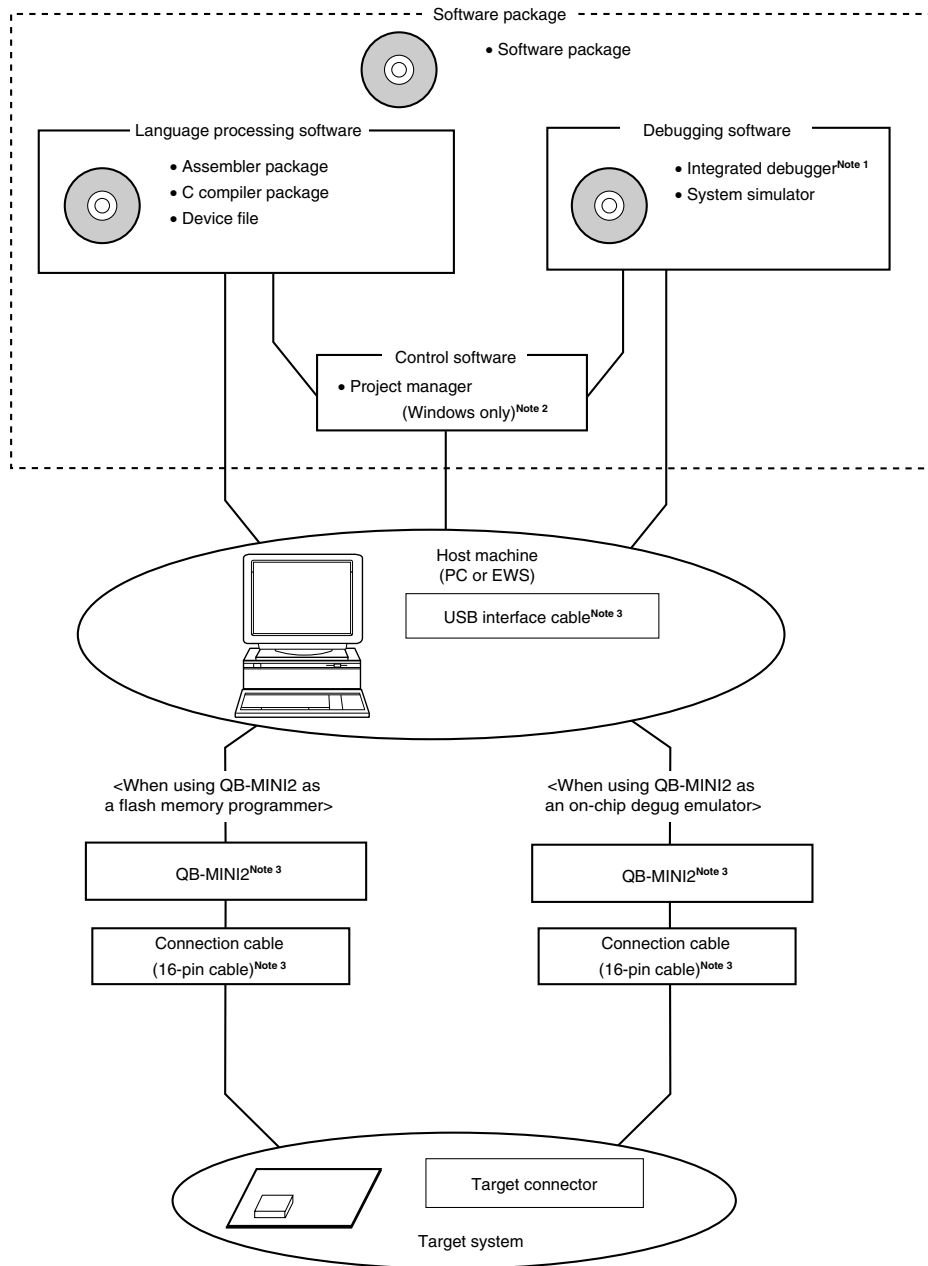 Software package
• Software package
Language processing software
• Assembler package
• C compiler package
• Device file
Debugging software
• Integrated debuggerNote 1
• System simulator
Control software
• Project manager
(Windows only)Note 2
Host machine
(PC or EWS)
USB interface cableNote 3
<When using QB-MINI2 as
a flash memory programmer>
QB-MINI2Note 3
Connection cable
(16-pin cable)Note 3
<When using QB-MINI2 as
an on-chip degug emulator>
QB-MINI2Note 3
Connection cable
(16-pin cable)Note 3
Target connector
Target system